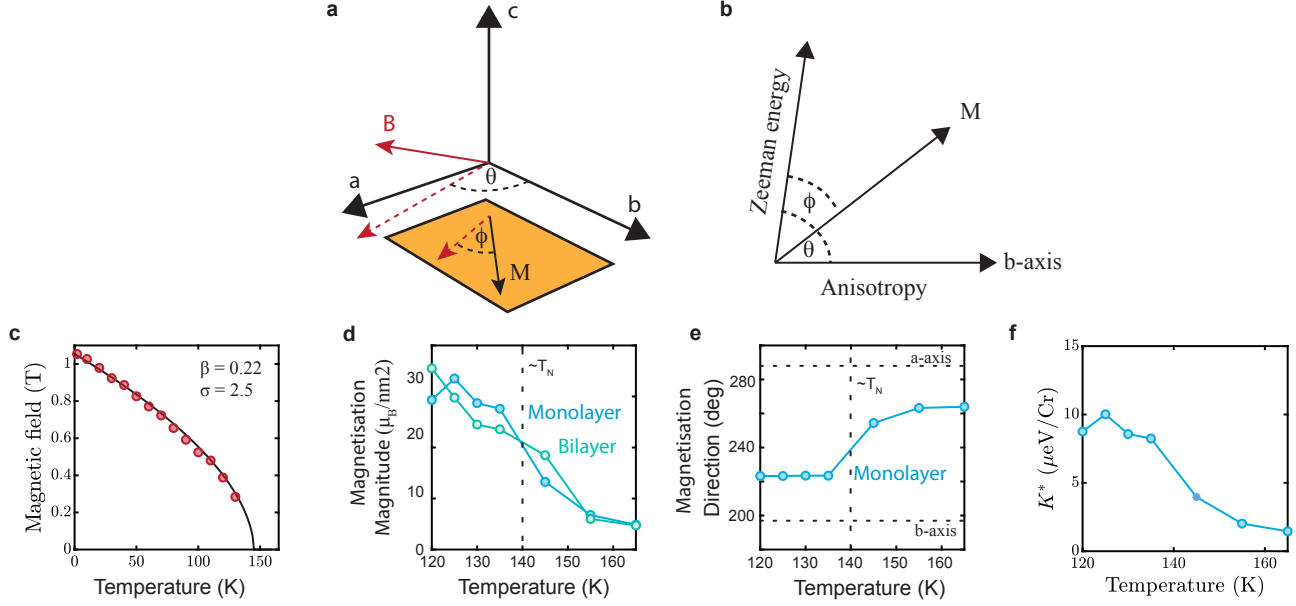 a
c
B
a
θ
b
ϕ
M
b
Zeeman energy
M
ϕ
θ
b-axis
Anisotropy
c
Magnetic field (T)
1
0.8
0.6
0.4
0.2
0
β = 0.22
σ = 2.5
0 50 100 150
Temperature (K)
d
Magnetisation
Magnitude (μB/nm2)
30
20
10
0
~TN
Monolayer
Bilayer
120 130 140 150 160
Temperature (K)
e
Magnetisation
Direction (deg)
280
240
200
a-axis
~TN
Monolayer
b-axis
120 130 140 150 160
Temperature (K)
f
K* (μeV/Cr)
15
10
5
0
120 140 160
Temperature (K)